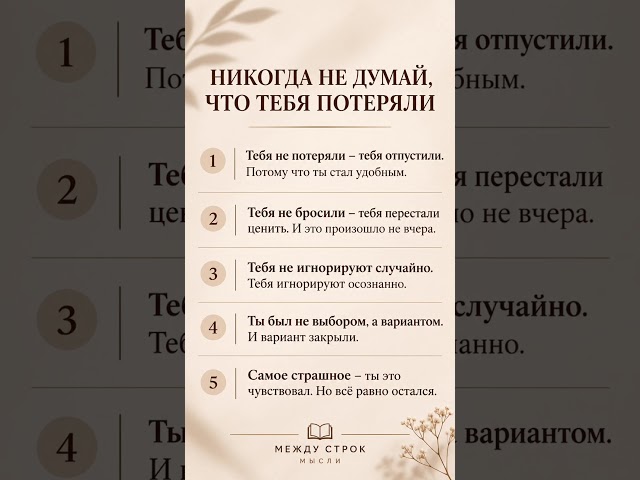 НИКОГДА НЕ ДУМАЙ,
ЧТО ТЕБЯ ПОТЕРЯЛИ
1
Тебя не потеряли – тебя отпустили.
Потому что ты стал удобным.
2
Тебя не бросили – тебя перестали
ценить. И это произошло не вчера.
3
Тебя не игнорируют случайно.
Тебя игнорируют осознанно.
4
Ты был не выбором, а вариантом.
И вариант закрыли.
5
Самое страшное – ты это
чувствовал. Но всё равно остался.
МЕЖДУ СТРОК
МЫСЛИ